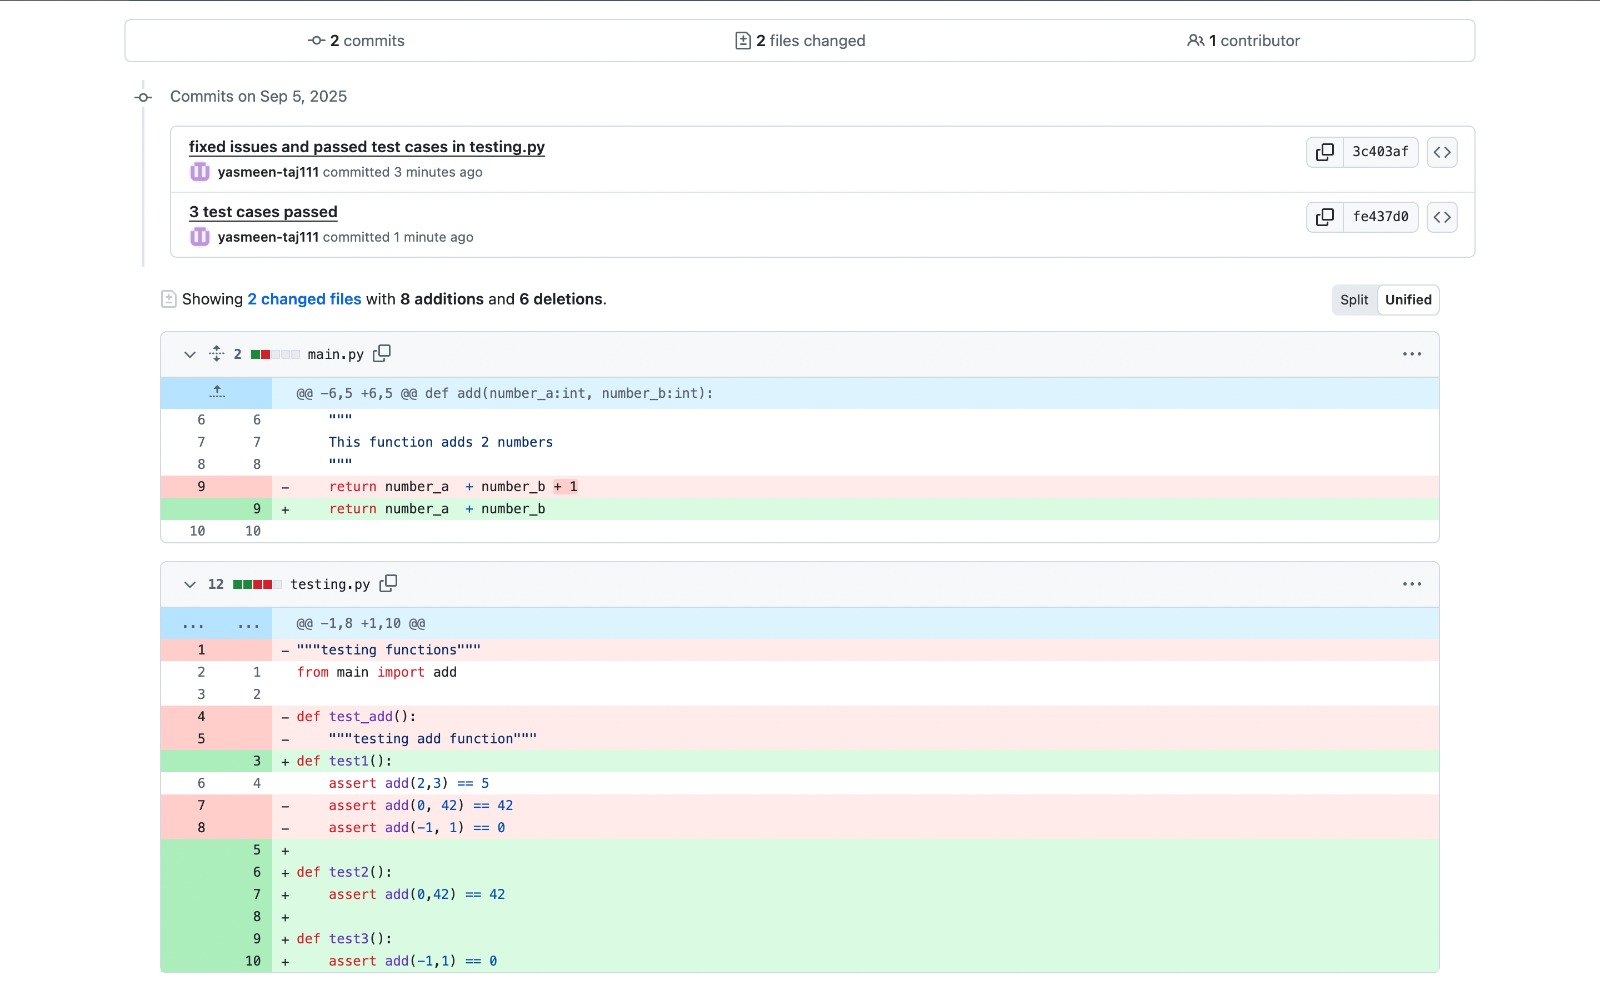 2 commits
2 files changed
1 contributor
Commits on Sep 5, 2025
fixed issues and passed test cases in testing.py
3c403af
yasmeen-taj111 committed 3 minutes ago
3 test cases passed
fe437d0
yasmeen-taj111 committed 1 minute ago
Showing 2 changed files with 8 additions and 6 deletions.
Split Unified
2 main.py
@@ -6,5 +6,5 @@ def add(number_a:int, number_b:int):
6 6 """
7 7 This function adds 2 numbers
8 8 """
9 - return number_a  + number_b + 1
9 + return number_a  + number_b
10 10
12 testing.py
... ... @@ -1,8 +1,10 @@
1 - """testing functions"""
2 1 from main import add
3 2
4 - def test_add():
5 - """testing add function"""
3 + def test1():
6 4 assert add(2,3) == 5
7 - assert add(0, 42) == 42
8 - assert add(-1, 1) == 0
5 +
6 + def test2():
7 + assert add(0,42) == 42
8 +
9 + def test3():
10 + assert add(-1,1) == 0